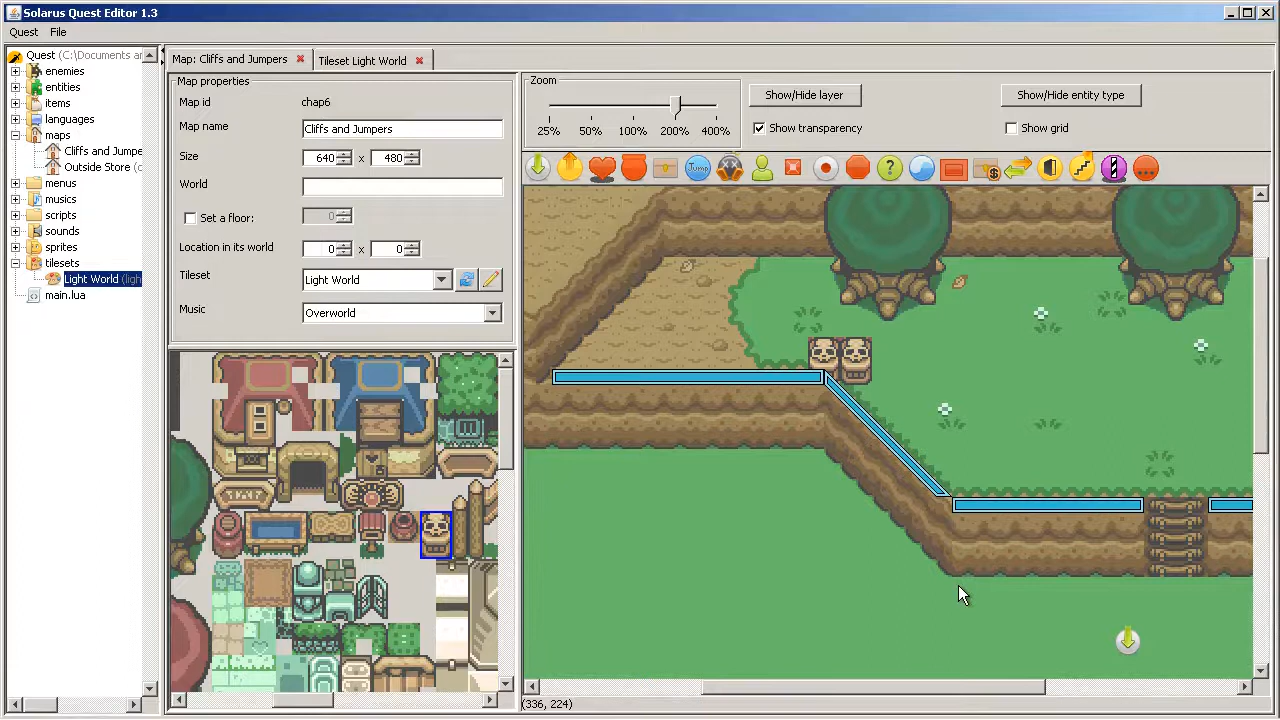 Solarus Quest Editor 1.3
Quest File
Quest (C:\Documents ar
enemies
entities
items
languages
maps
Cliffs and Jumpe
Outside Store (c
menus
musics
scripts
sounds
sprites
tilesets
Light World (ligh
main.lua
Map: Cliffs and Jumpers
Tileset Light World
Map properties
Map id chap6
Map name Cliffs and Jumpers
Size 640 x 480
World
Set a floor: 0
Location in its world 0 x 0
Tileset Light World
Music Overworld
Zoom
25% 50% 100% 200% 400%
Show/Hide layer
Show transparency
Show/Hide entity type
Show grid
Jump
?
$
(336, 224)